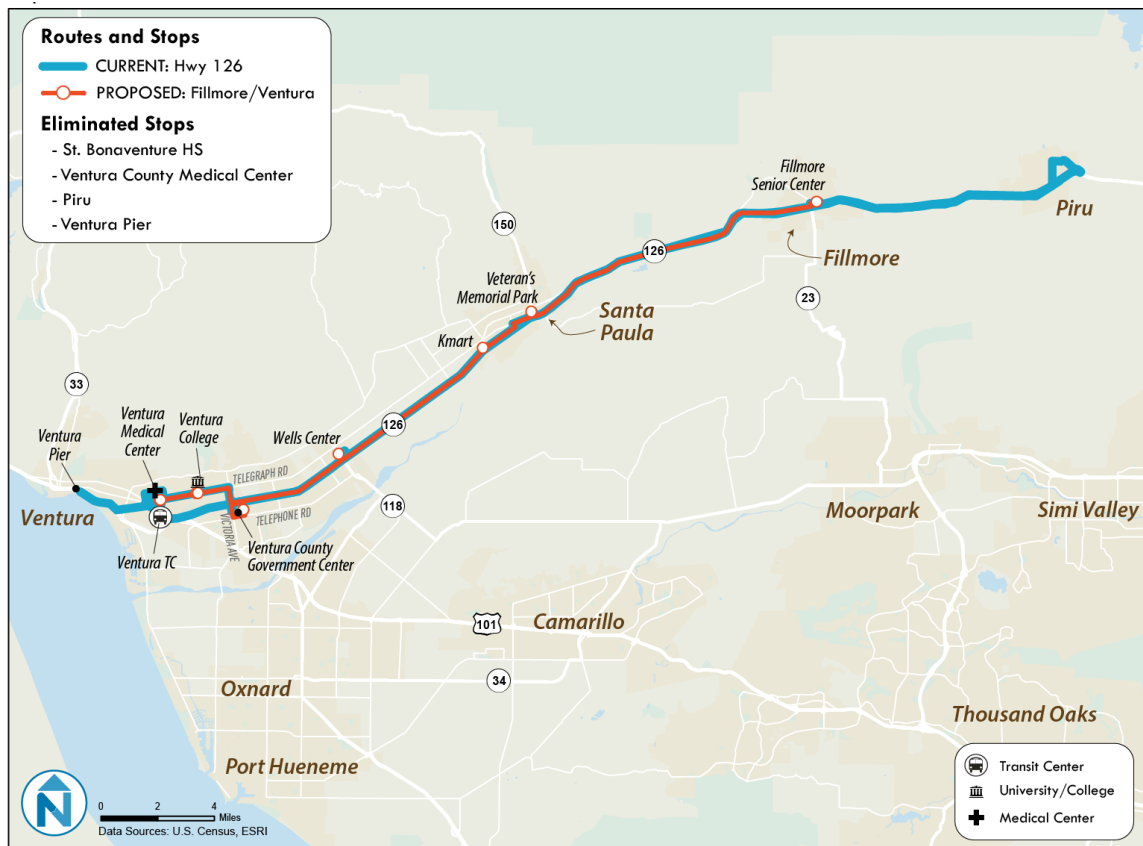 Routes and Stops
CURRENT: Hwy 126
PROPOSED: Fillmore/Ventura
Eliminated Stops
- St. Bonaventure HS
- Ventura County Medical Center
- Piru
- Ventura Pier
Fillmore
Senior Center
Piru
150
126
Fillmore
Veteran's
Memorial Park
23
Santa
Paula
Kmart
33
Ventura
Medical
Center
Ventura
College
Wells Center
126
Ventura
Pier
TELEGRAPH RD
118
Ventura
TELEPHONE RD
VICTORIA AVE
Moorpark
Simi Valley
Ventura TC
Ventura County
Government Center
101
Camarillo
34
Oxnard
Thousand Oaks
Port Hueneme
Transit Center
University/College
Medical Center
N
0 2 4
Miles
Data Sources: U.S. Census, ESRI